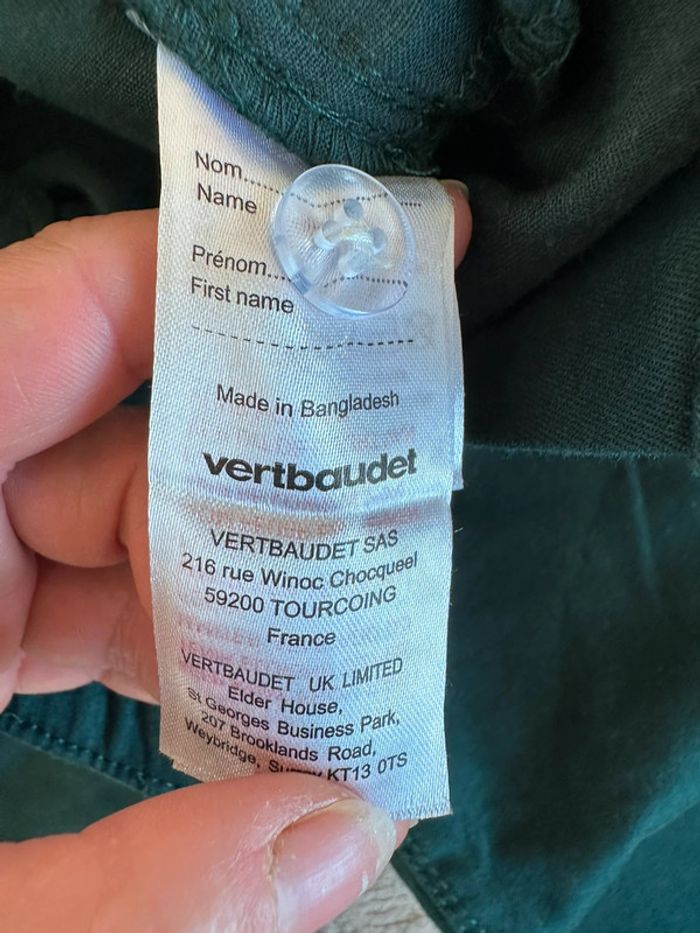 Nom....................
Name
Prénom....................
First name
Made in Bangladesh
vertbaudet
VERTBAUDET SAS
216 rue Winoc Chocqueel
59200 TOURCOING
France
VERTBAUDET UK LIMITED
Elder House,
St Georges Business Park,
207 Brooklands Road,
Weybridge, Surrey KT13 0TS